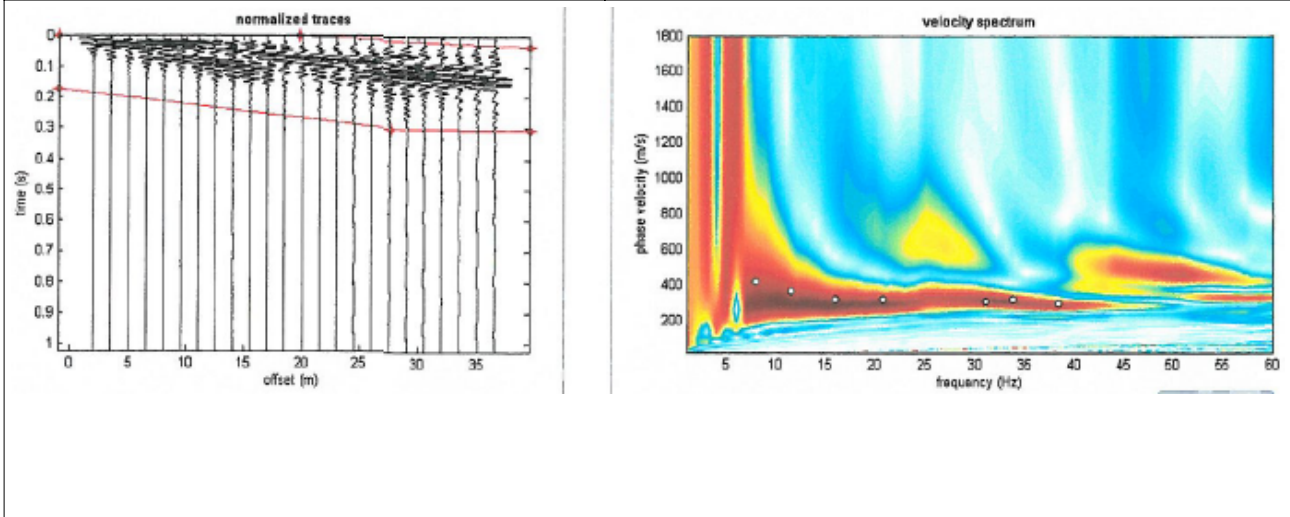 normalized traces
0
0.1
0.2
0.3
0.4
0.5
0.6
0.7
0.8
0.9
1
time (s)
0 5 10 15 20 25 30 35
offset (m)
velocity spectrum
1800
1600
1400
1200
1000
800
600
400
200
phase velocity (m/s)
5 10 15 20 25 30 35 40 45 50 55 60
frequency (Hz)